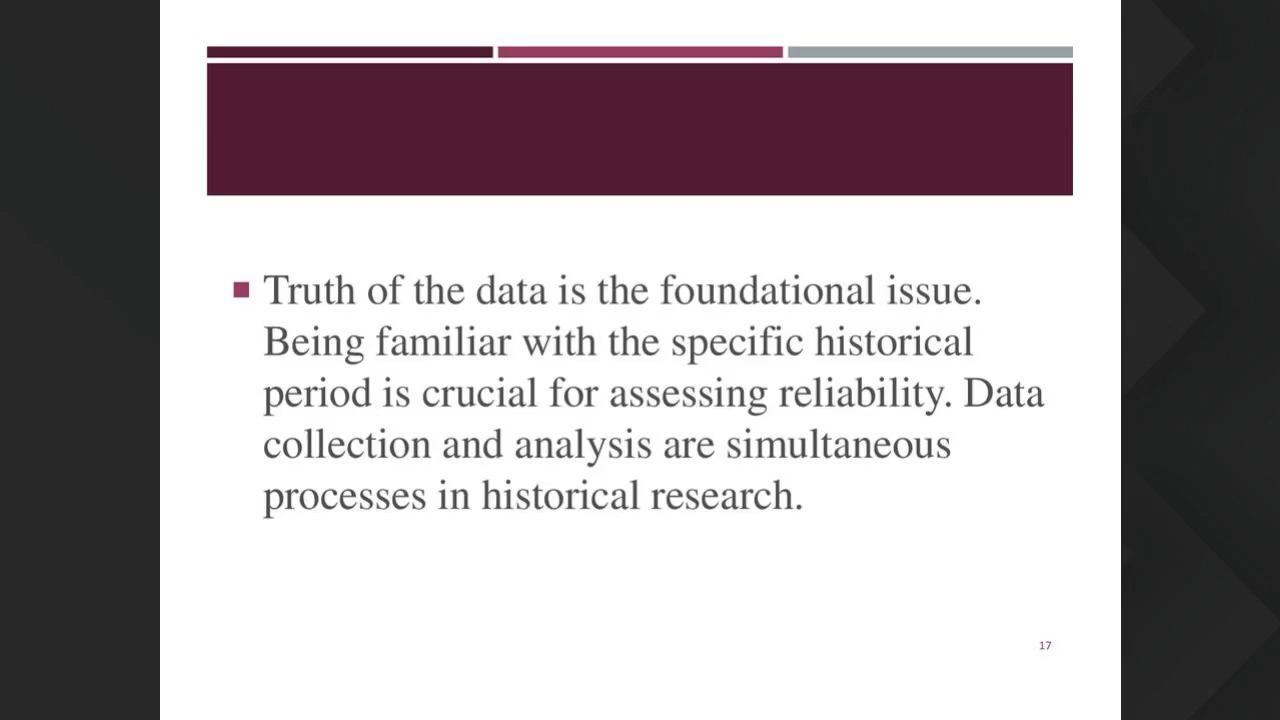 Truth of the data is the foundational issue.
Being familiar with the specific historical
period is crucial for assessing reliability. Data
collection and analysis are simultaneous
processes in historical research.
17